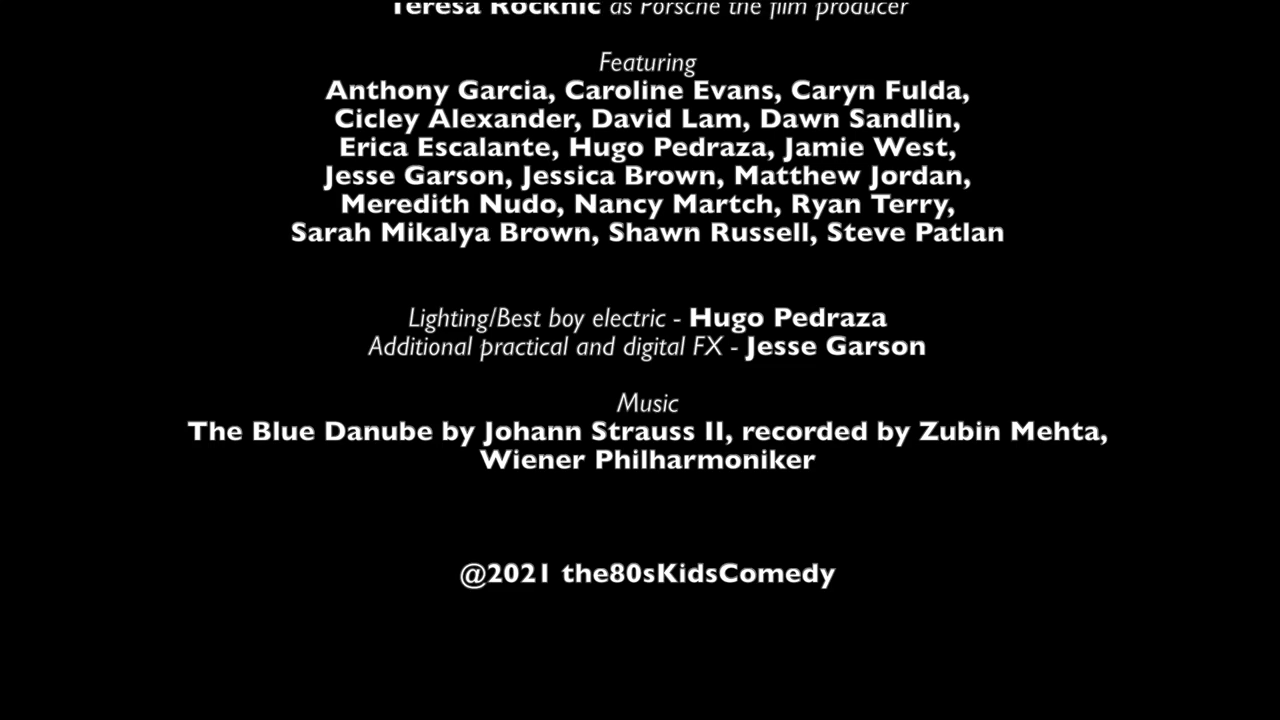 Teresa Rocknic as Porsche the film producer
Featuring
Anthony Garcia, Caroline Evans, Caryn Fulda,
Cicley Alexander, David Lam, Dawn Sandlin,
Erica Escalante, Hugo Pedraza, Jamie West,
Jesse Garson, Jessica Brown, Matthew Jordan,
Meredith Nudo, Nancy Martch, Ryan Terry,
Sarah Mikalya Brown, Shawn Russell, Steve Patlan
Lighting/Best boy electric - Hugo Pedraza
Additional practical and digital FX - Jesse Garson
Music
The Blue Danube by Johann Strauss II, recorded by Zubin Mehta,
Wiener Philharmoniker
@2021 the80sKidsComedy